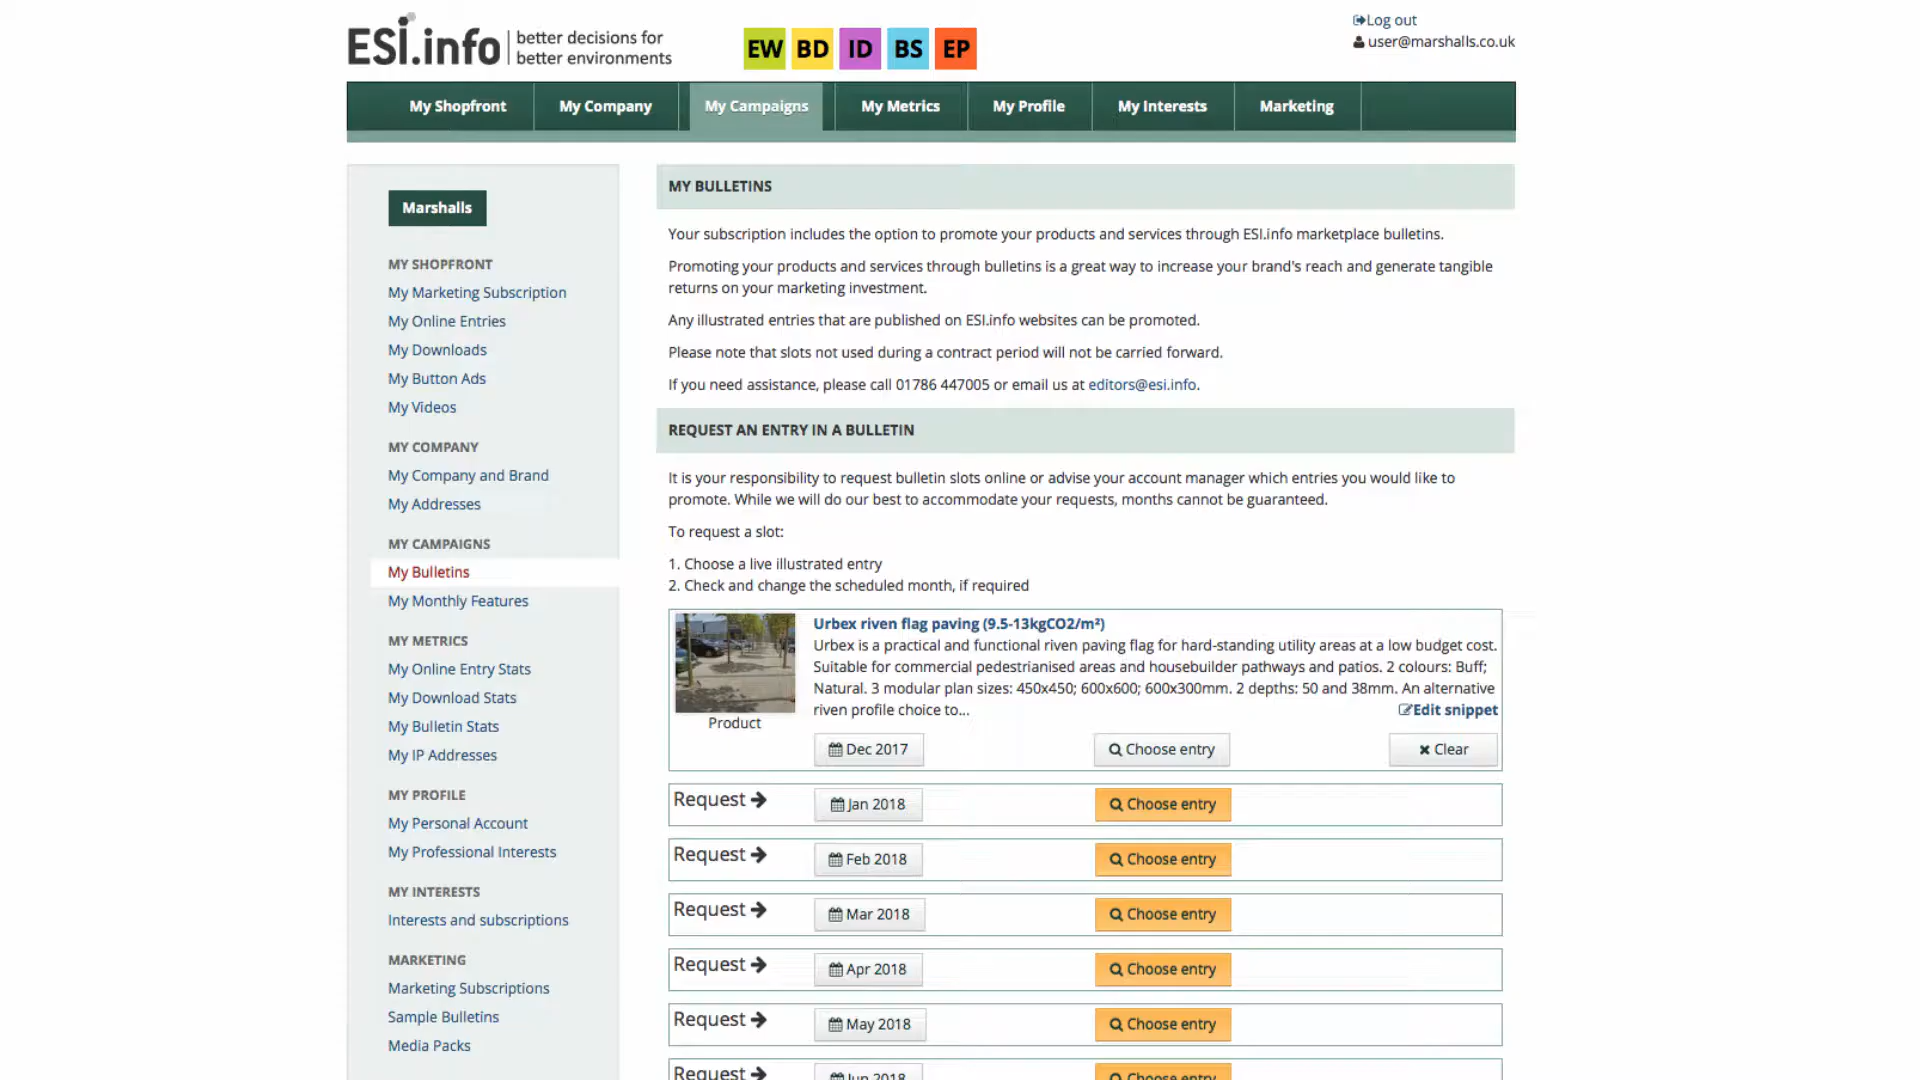 ESI.info
better decisions for
better environments
EW BD ID BS EP
Log out
user@marshalls.co.uk
My Shopfront
My Company
My Campaigns
My Metrics
My Profile
My Interests
Marketing
Marshalls
MY SHOPFRONT
My Marketing Subscription
My Online Entries
My Downloads
My Button Ads
My Videos
MY COMPANY
My Company and Brand
My Addresses
MY CAMPAIGNS
My Bulletins
My Monthly Features
MY METRICS
My Online Entry Stats
My Download Stats
My Bulletin Stats
My IP Addresses
MY PROFILE
My Personal Account
My Professional Interests
MY INTERESTS
Interests and subscriptions
MARKETING
Marketing Subscriptions
Sample Bulletins
Media Packs
MY BULLETINS
Your subscription includes the option to promote your products and services through ESI.info marketplace bulletins.
Promoting your products and services through bulletins is a great way to increase your brand's reach and generate tangible
returns on your marketing investment.
Any illustrated entries that are published on ESI.info websites can be promoted.
Please note that slots not used during a contract period will not be carried forward.
If you need assistance, please call 01786 447005 or email us at editors@esi.info.
REQUEST AN ENTRY IN A BULLETIN
It is your responsibility to request bulletin slots online or advise your account manager which entries you would like to
promote. While we will do our best to accommodate your requests, months cannot be guaranteed.
To request a slot:
1. Choose a live illustrated entry
2. Check and change the scheduled month, if required
Urbex riven flag paving (9.5-13kgCO2/m²)
Urbex is a practical and functional riven paving flag for hard-standing utility areas at a low budget cost.
Suitable for commercial pedestrianised areas and housebuilder pathways and patios. 2 colours: Buff;
Natural. 3 modular plan sizes: 450x450; 600x600; 600x300mm. 2 depths: 50 and 38mm. An alternative
riven profile choice to...
Edit snippet
Product
Dec 2017 Choose entry Clear
Request Jan 2018 Choose entry
Request Feb 2018 Choose entry
Request Mar 2018 Choose entry
Request Apr 2018 Choose entry
Request May 2018 Choose entry
Request Jun 2018 Choose entry